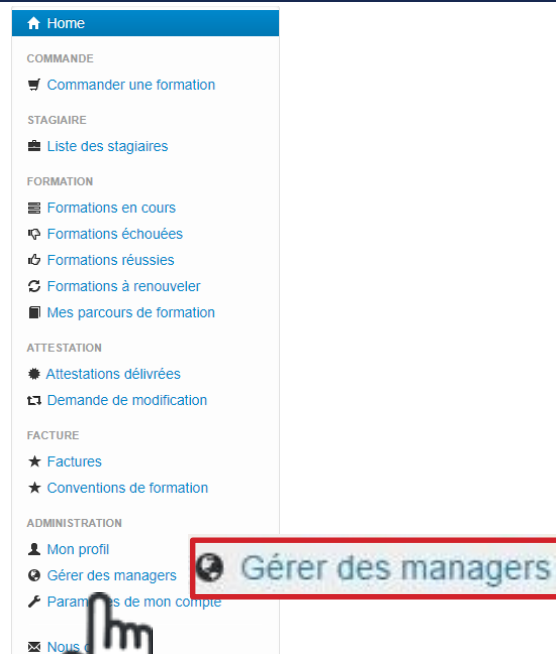 Home
COMMANDE
Commander une formation
STAGIAIRE
Liste des stagiaires
FORMATION
Formations en cours
Formations échouées
Formations réussies
Formations à renouveler
Mes parcours de formation
ATTESTATION
Attestations délivrées
Demande de modification
FACTURE
Factures
Conventions de formation
ADMINISTRATION
Mon profil
Gérer des managers
Gérer des managers
de mon compte
Nous